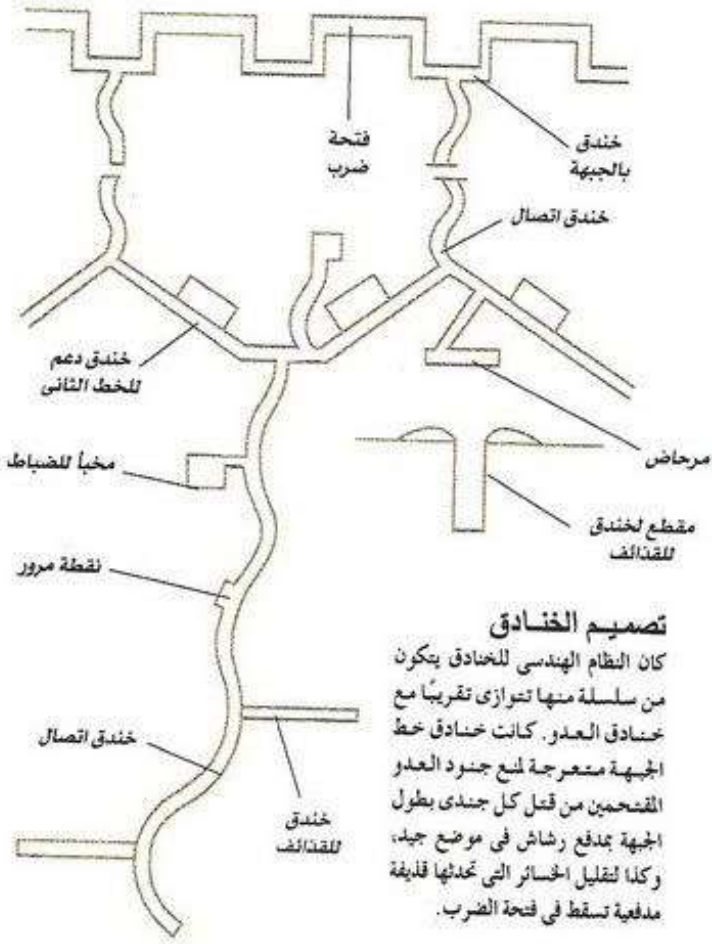 فتحة
ضرب
خندق
بالجبهة
خندق اتصال
خندق دعم
للخط الثانى
مخبأ للضباط
مرحاض
مقطع لخندق
للقذائف
نقطة مرور
خندق اتصال
خندق
للقذائف
تصميم الخنادق
كان النظام الهندسى للخنادق يتكون
من سلسلة منها تتوازى تقريبًا مع
خنادق العدو. كانت خنادق خط
الجبهة متعرجة لمنع جنود العدو
المقتحمين من قتل كل جندى بطول
الجبهة بمدفع رشاش فى موضع جيد،
وكذا لتقليل الخسائر التى تحدثها قذيفة
مدفعية تسقط فى فتحة الضرب.